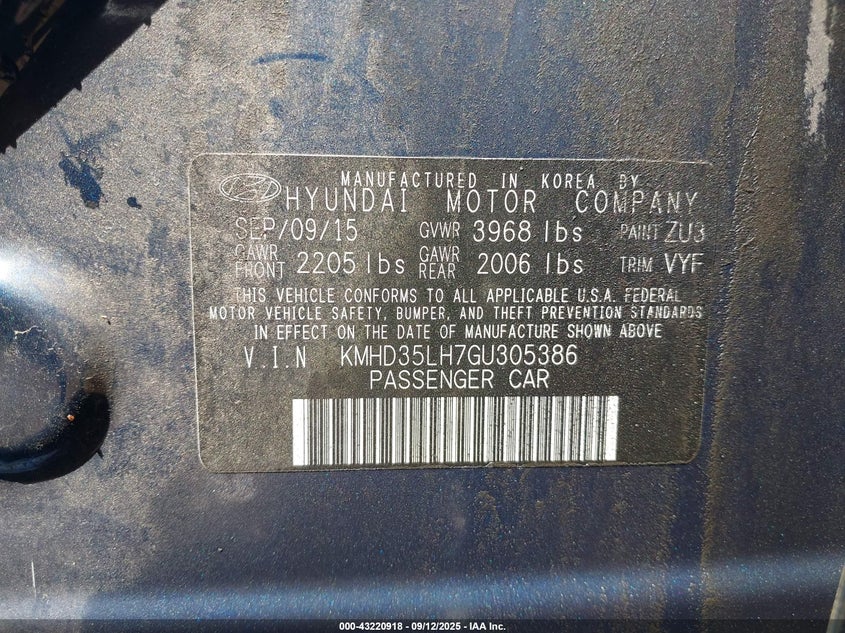 MANUFACTURED IN KOREA BY
HYUNDAI MOTOR COMPANY
SEP/09/15 GVWR 3968 lbs PAINT ZU3
GAWR FRONT 2205 lbs GAWR REAR 2006 lbs TRIM VYF
THIS VEHICLE CONFORMS TO ALL APPLICABLE U.S.A. FEDERAL
MOTOR VEHICLE SAFETY, BUMPER, AND THEFT PREVENTION STANDARDS
IN EFFECT ON THE DATE OF MANUFACTURE SHOWN ABOVE
V.I.N KMHD35LH7GU305386
PASSENGER CAR
000-43220918 - 09/12/2025 - IAA Inc.